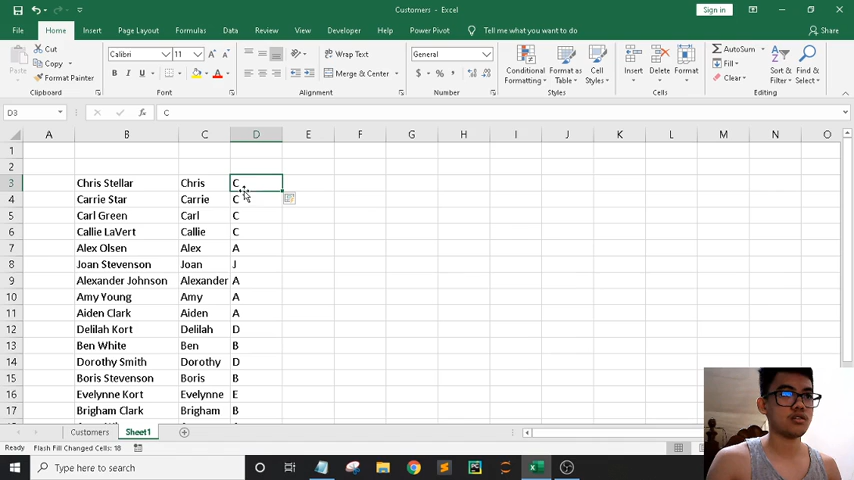 Customers - Excel
Sign in
File Home Insert Page Layout Formulas Data Review View Developer Help Power Pivot Tell me what you want to do Share
Paste
Cut
Copy
Format Painter
Clipboard
Calibri 11
B I U
Font
Wrap Text
Merge & Center
Alignment
General
$ % ,
Number
Conditional Formatting
Format as Table
Cell Styles
Styles
Insert Delete Format
Cells
AutoSum
Fill
Clear
Sort & Filter
Find & Select
Editing
D3 fx C
A B C D E F G H I J K L M N O
1
2
3 Chris Stellar Chris C
4 Carrie Star Carrie C
5 Carl Green Carl C
6 Callie LaVert Callie C
7 Alex Olsen Alex A
8 Joan Stevenson Joan J
9 Alexander Johnson Alexander A
10 Amy Young Amy A
11 Aiden Clark Aiden A
12 Delilah Kort Delilah D
13 Ben White Ben B
14 Dorothy Smith Dorothy D
15 Boris Stevenson Boris B
16 Evelynne Kort Evelynne E
17 Brigham Clark Brigham B
Customers Sheet1
Ready Flash Fill Changed Cells: 18
Type here to search